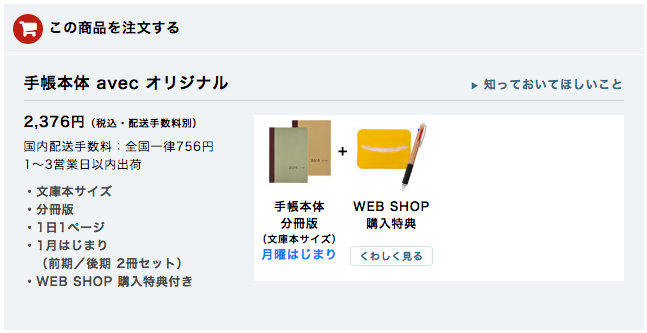 この商品を注文する
手帳本体 avec オリジナル
▶ 知っておいてほしいこと
2,376円（税込・配送手数料別）
国内配送手数料：全国一律756円
1〜3営業日以内出荷
・文庫本サイズ
・分冊版
・1日1ページ
・1月はじまり
（前期／後期 2冊セット）
・WEB SHOP 購入特典付き
+
手帳本体
分冊版
（文庫本サイズ）
月曜はじまり
WEB SHOP
購入特典
くわしく見る